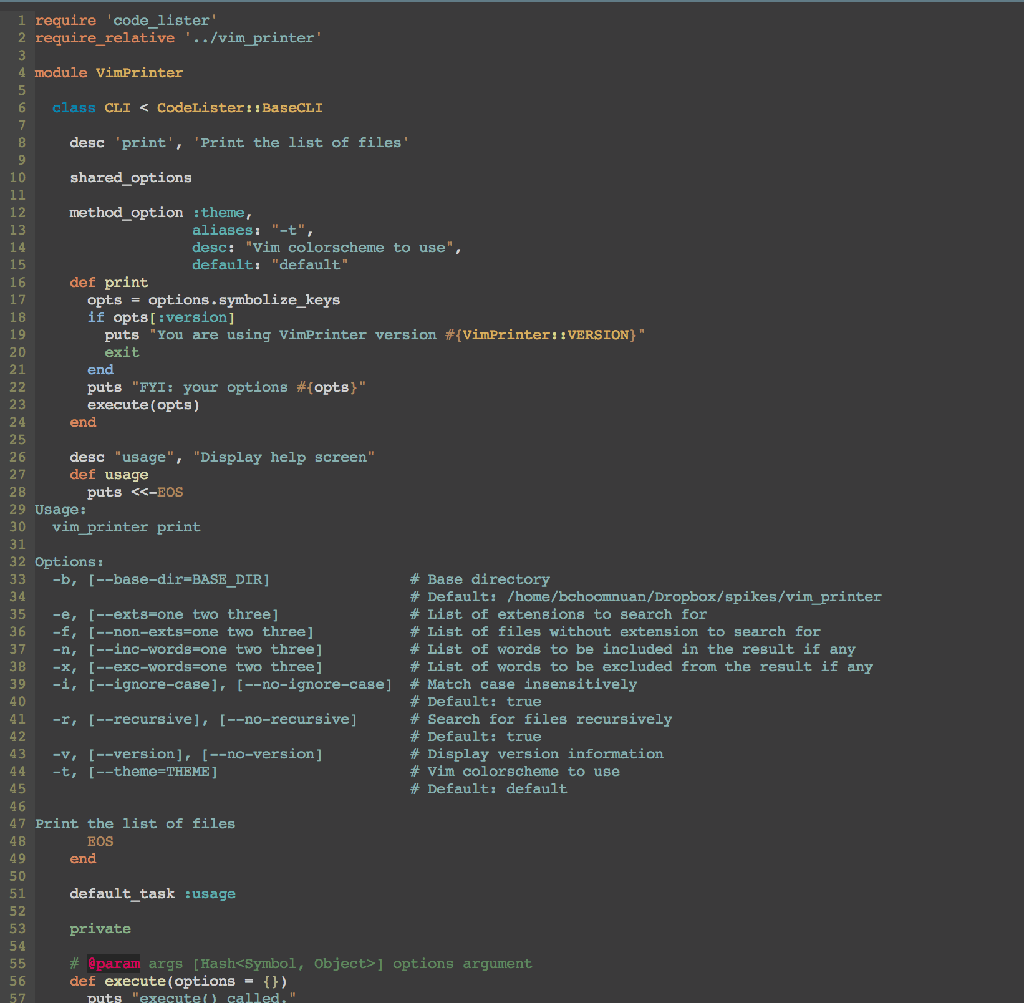 1 require 'code_lister'
2 require_relative '../vim_printer'
3
4 module VimPrinter
5
6   class CLI < CodeLister::BaseCLI
7
8     desc 'print', 'Print the list of files'
9
10     shared_options
11
12     method_option :theme,
13                   aliases: "-t",
14                   desc: "Vim colorscheme to use",
15                   default: "default"
16     def print
17       opts = options.symbolize_keys
18       if opts[:version]
19         puts "You are using VimPrinter version #{VimPrinter::VERSION}"
20         exit
21       end
22       puts "FYI: your options #{opts}"
23       execute(opts)
24     end
25
26     desc "usage", "Display help screen"
27     def usage
28       puts <<-EOS
29 Usage:
30   vim_printer print
31
32 Options:
33   -b, [--base-dir=BASE_DIR]                # Base directory
34                                            # Default: /home/bchoomnuan/Dropbox/spikes/vim_printer
35   -e, [--exts=one two three]               # List of extensions to search for
36   -f, [--non-exts=one two three]           # List of files without extension to search for
37   -n, [--inc-words=one two three]          # List of words to be included in the result if any
38   -x, [--exc-words=one two three]          # List of words to be excluded from the result if any
39   -i, [--ignore-case], [--no-ignore-case]  # Match case insensitively
40                                            # Default: true
41   -r, [--recursive], [--no-recursive]      # Search for files recursively
42                                            # Default: true
43   -v, [--version], [--no-version]          # Display version information
44   -t, [--theme=THEME]                      # Vim colorscheme to use
45                                            # Default: default
46
47 Print the list of files
48       EOS
49     end
50
51     default_task :usage
52
53     private
54
55     # @param args [Hash<Symbol, Object>] options argument
56     def execute(options = {})
57       puts "execute() called."